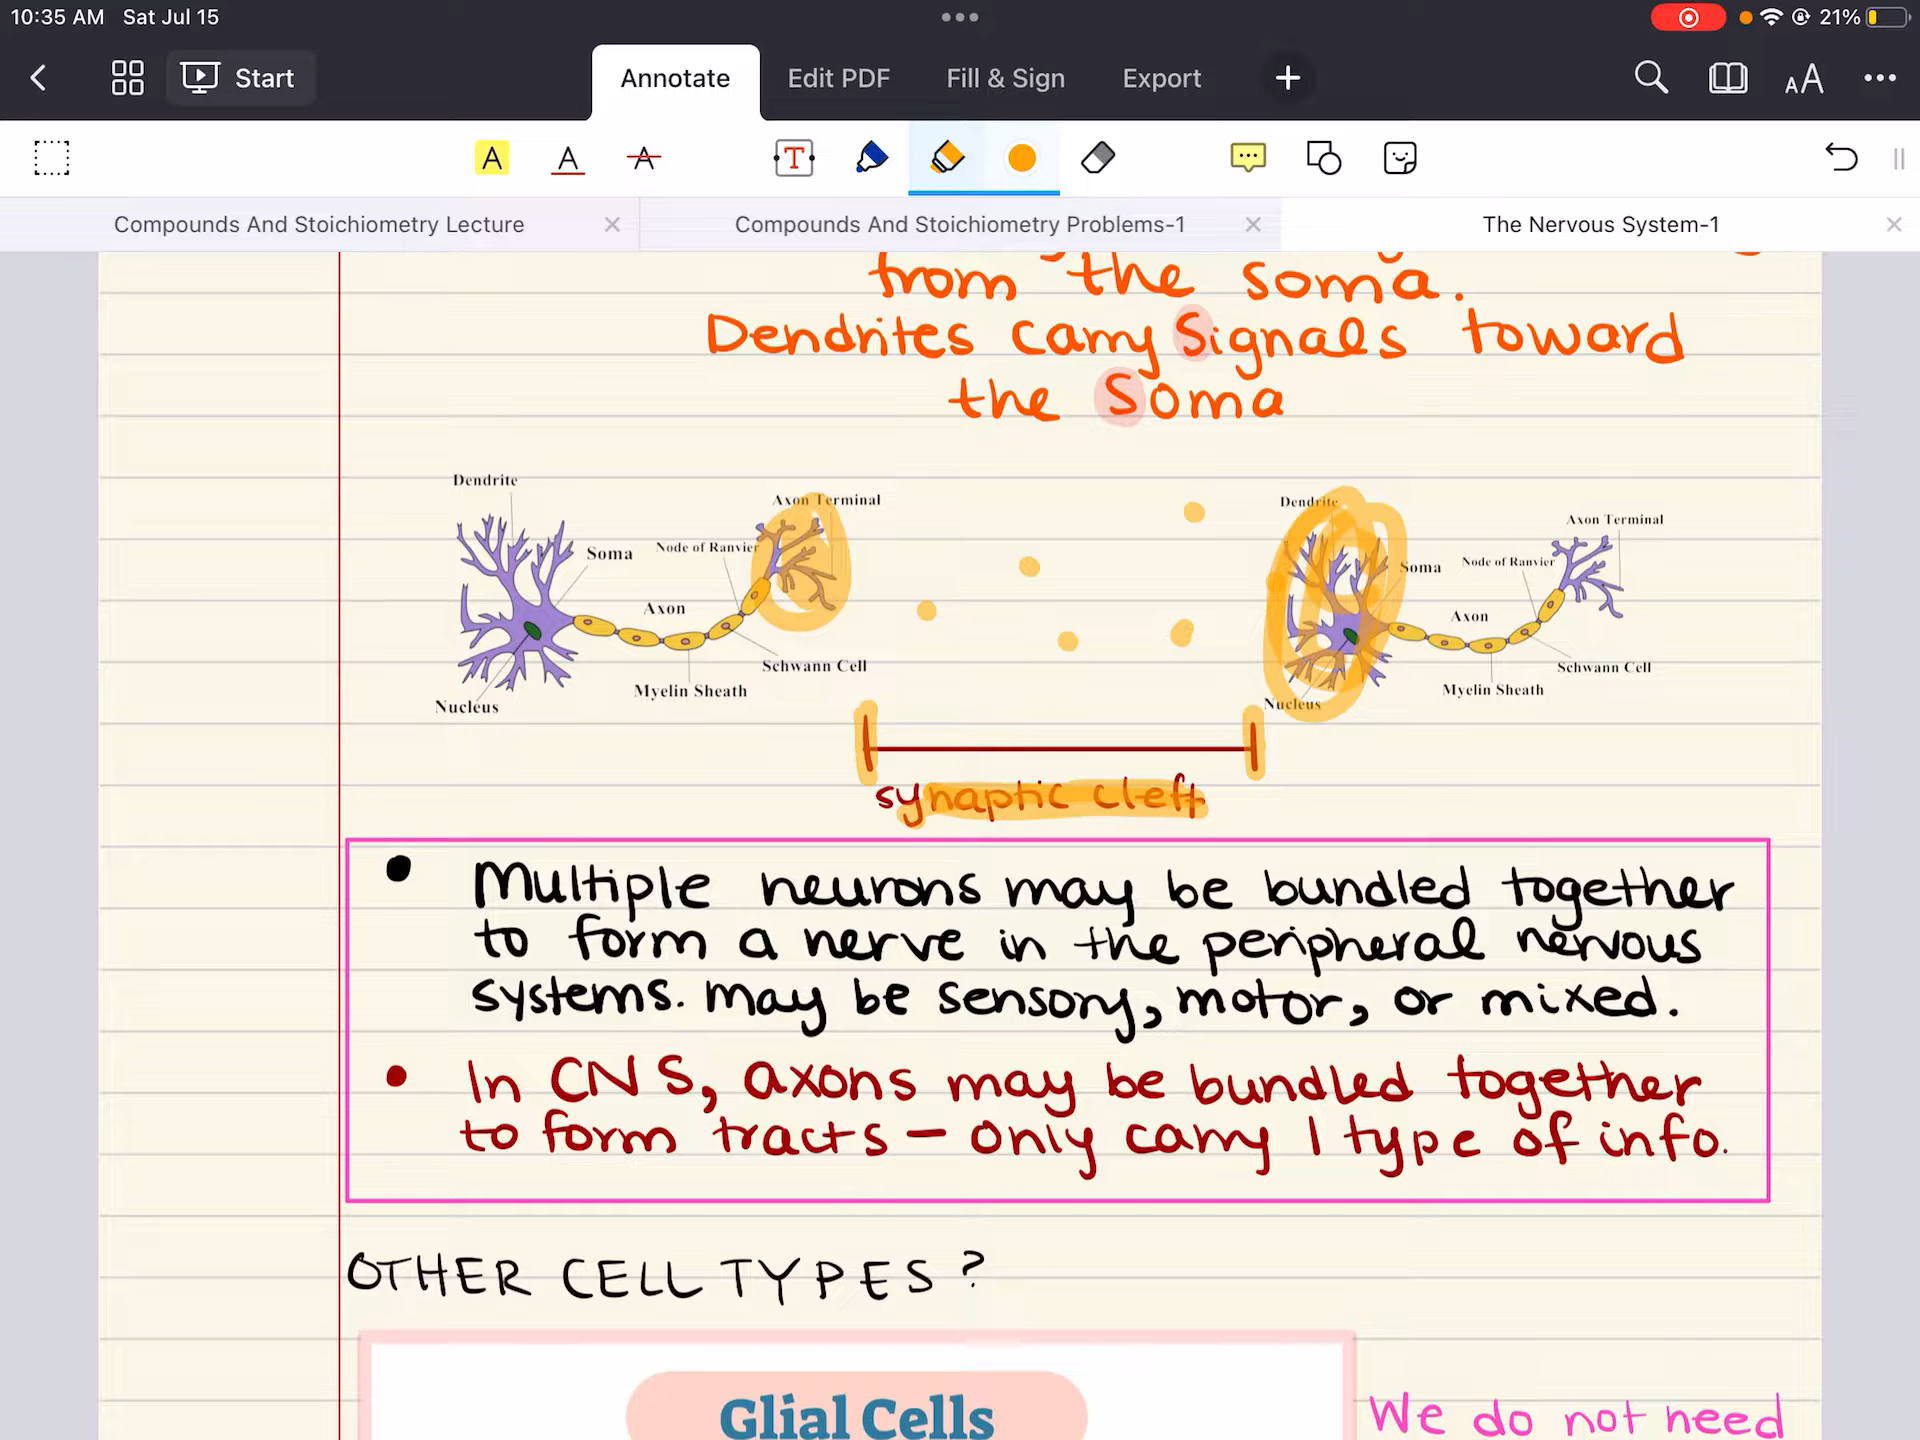 10:35 AM Sat Jul 15
21%
Start
Annotate
Edit PDF
Fill & Sign
Export
Compounds And Stoichiometry Lecture
Compounds And Stoichiometry Problems-1
The Nervous System-1
from the soma.
Dendrites carry Signals toward
the Soma
Dendrite
Axon Terminal
Soma
Node of Ranvier
Axon
Schwann Cell
Myelin Sheath
Nucleus
Dendrite
Axon Terminal
Soma
Node of Ranvier
Axon
Schwann Cell
Myelin Sheath
Nucleus
synaptic cleft
• Multiple neurons may be bundled together
to form a nerve in the peripheral nervous
systems. may be sensory, motor, or mixed.
• In CNS, axons may be bundled together
to form tracts — only carry 1 type of info.
OTHER CELL TYPES?
Glial Cells
We do not need